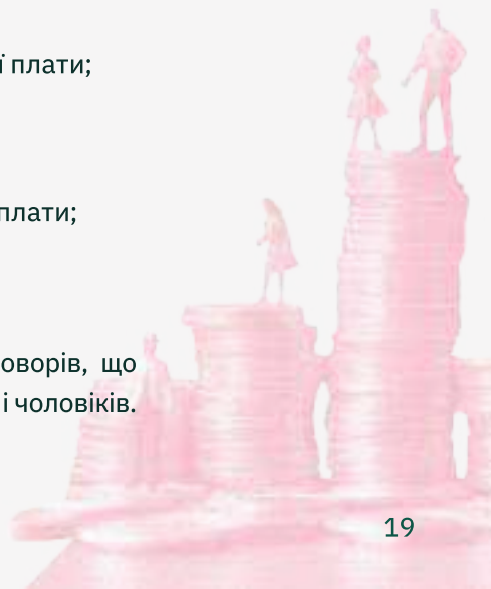 ї плати;
плати;
оворів, що
і чоловіків.
19